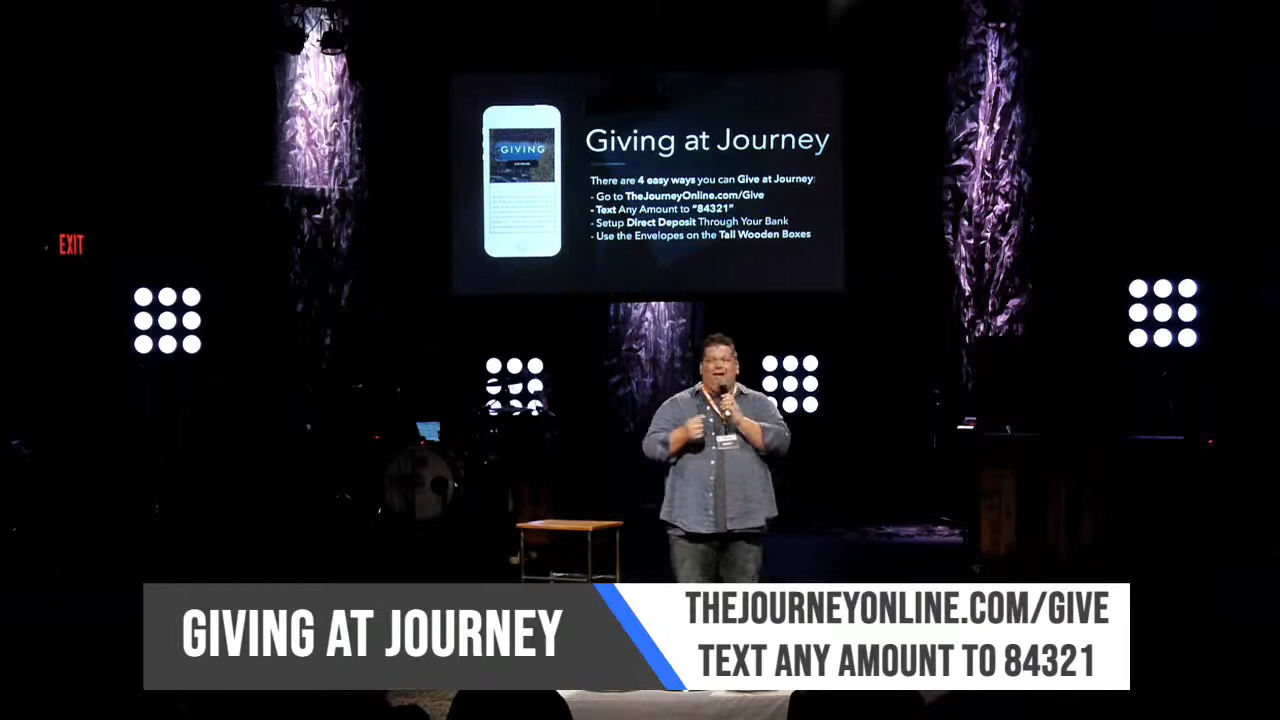 GIVING
Giving at Journey
There are 4 easy ways you can Give at Journey:
- Go to TheJourneyOnline.com/Give
- Text Any Amount to "84321"
- Setup Direct Deposit Through Your Bank
- Use the Envelopes on the Tall Wooden Boxes
EXIT
GIVING AT JOURNEY
THEJOURNEYONLINE.COM/GIVE
TEXT ANY AMOUNT TO 84321